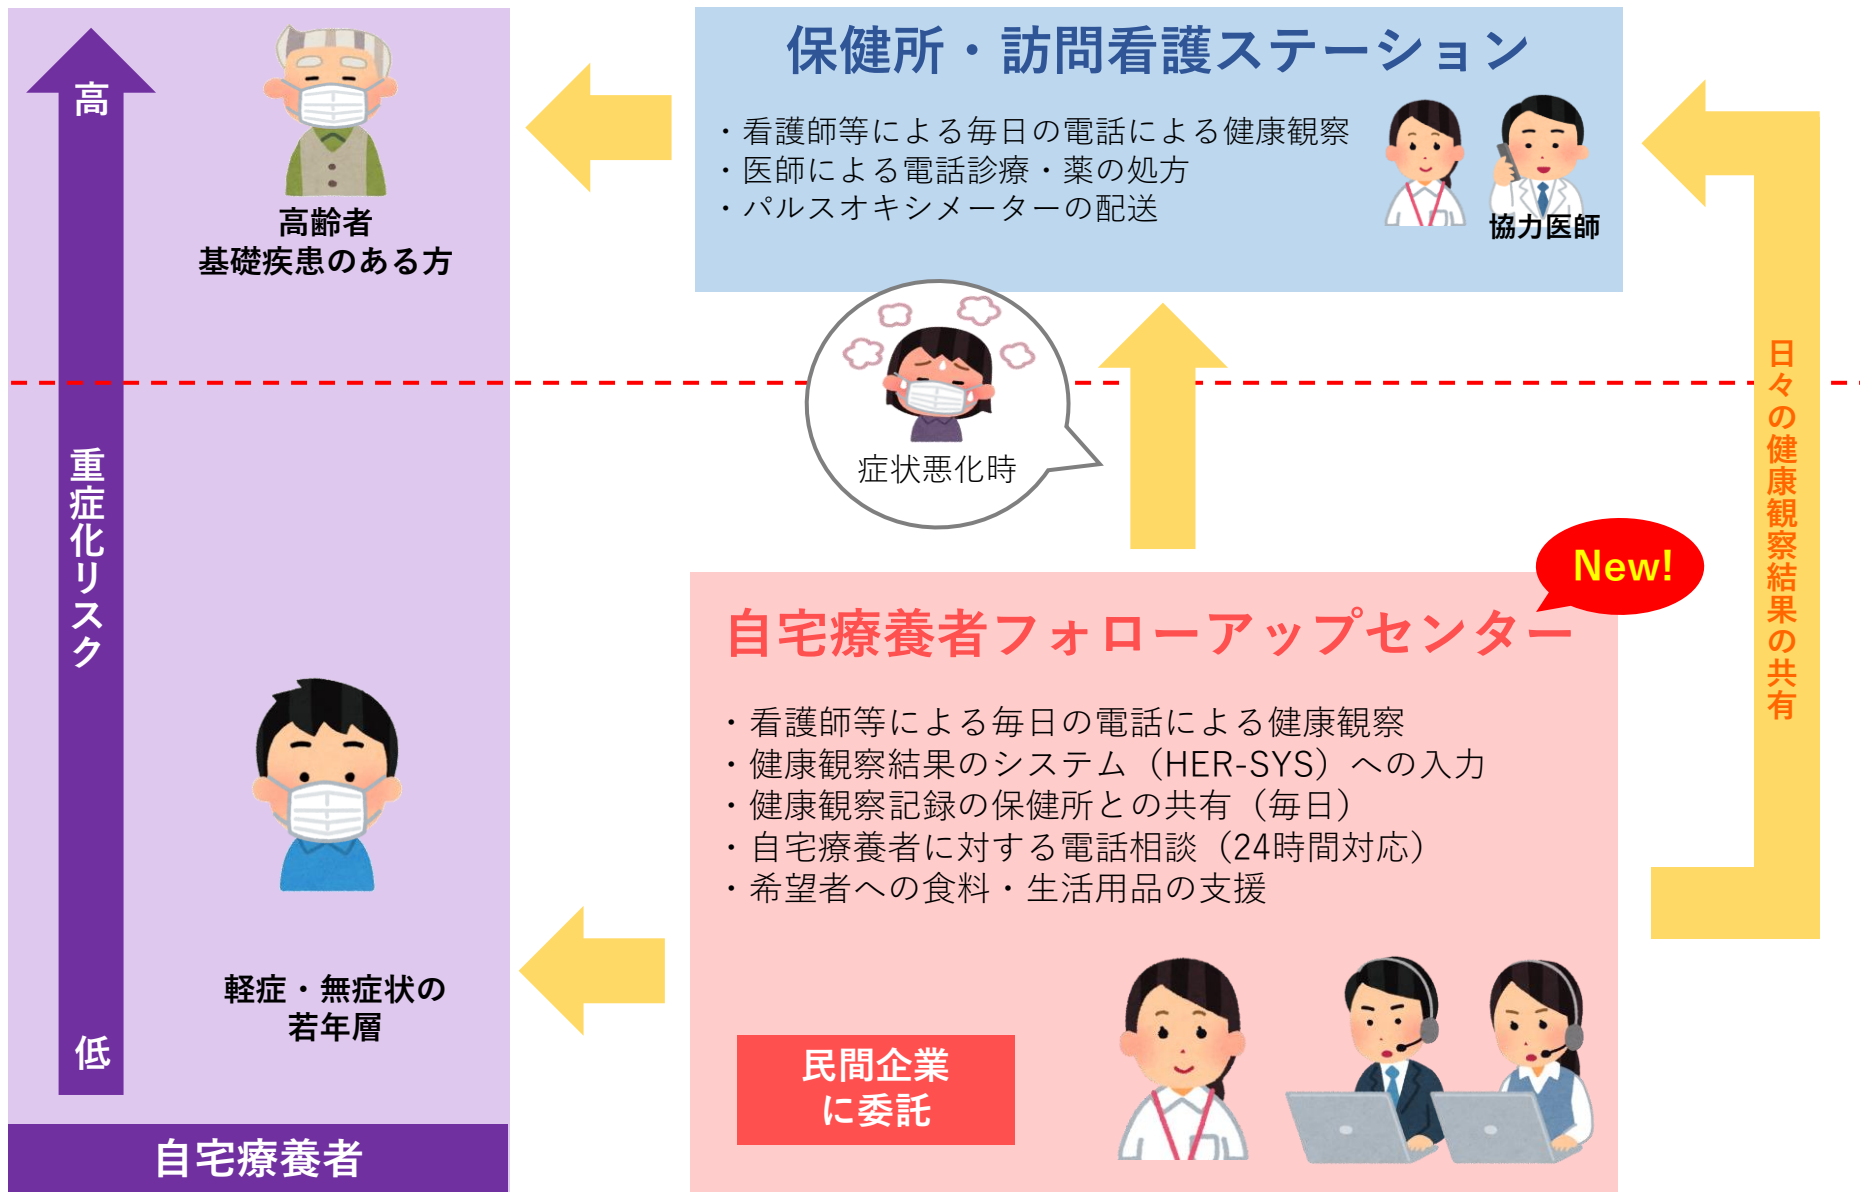 高
重症化リスク
低
高齢者
基礎疾患のある方
軽症・無症状の
若年層
自宅療養者
保健所・訪問看護ステーション
・看護師等による毎日の電話による健康観察
・医師による電話診療・薬の処方
・パルスオキシメーターの配送
協力医師
症状悪化時
日々の健康観察結果の共有
New!
自宅療養者フォローアップセンター
・看護師等による毎日の電話による健康観察
・健康観察結果のシステム（HER-SYS）への入力
・健康観察記録の保健所との共有（毎日）
・自宅療養者に対する電話相談（24時間対応）
・希望者への食料・生活用品の支援
民間企業
に委託